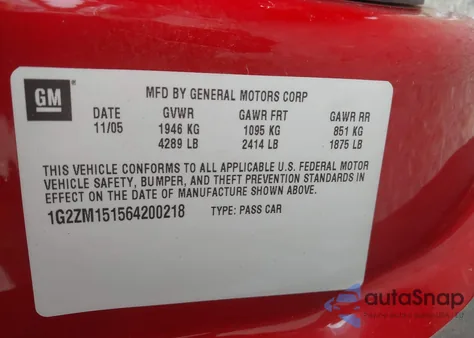 GM
MFD BY GENERAL MOTORS CORP
DATE GVWR GAWR FRT GAWR RR
11/05 1946 KG 1095 KG 851 KG
4289 LB 2414 LB 1875 LB
THIS VEHICLE CONFORMS TO ALL APPLICABLE U.S. FEDERAL MOTOR
VEHICLE SAFETY, BUMPER, AND THEFT PREVENTION STANDARDS IN
EFFECT ON THE DATE OF MANUFACTURE SHOWN ABOVE.
1G2ZM151564200218 TYPE: PASS CAR
autoSnap